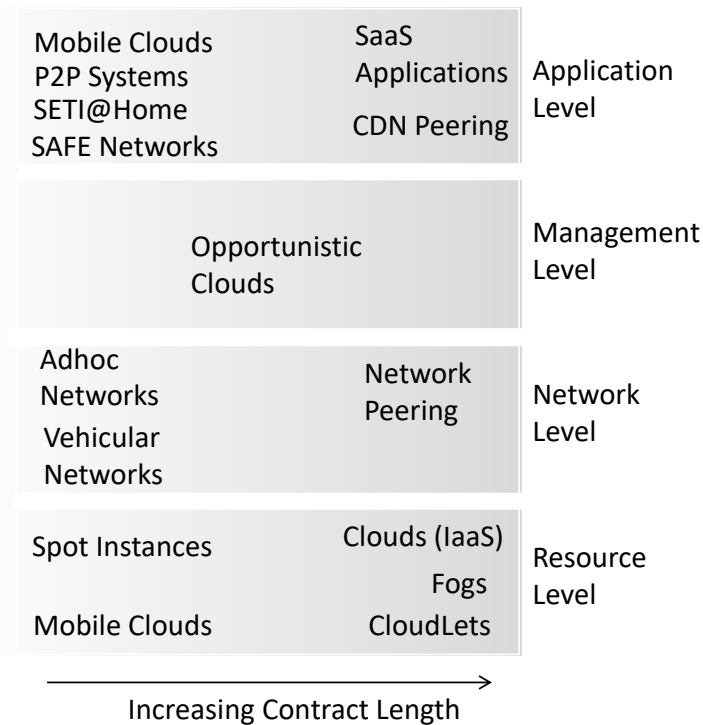 Mobile Clouds
P2P Systems
SETI@Home
SAFE Networks
SaaS
Applications
CDN Peering
Application
Level
Opportunistic
Clouds
Management
Level
Adhoc
Networks
Vehicular
Networks
Network
Peering
Network
Level
Spot Instances
Mobile Clouds
Clouds (IaaS)
Fogs
CloudLets
Resource
Level
Increasing Contract Length